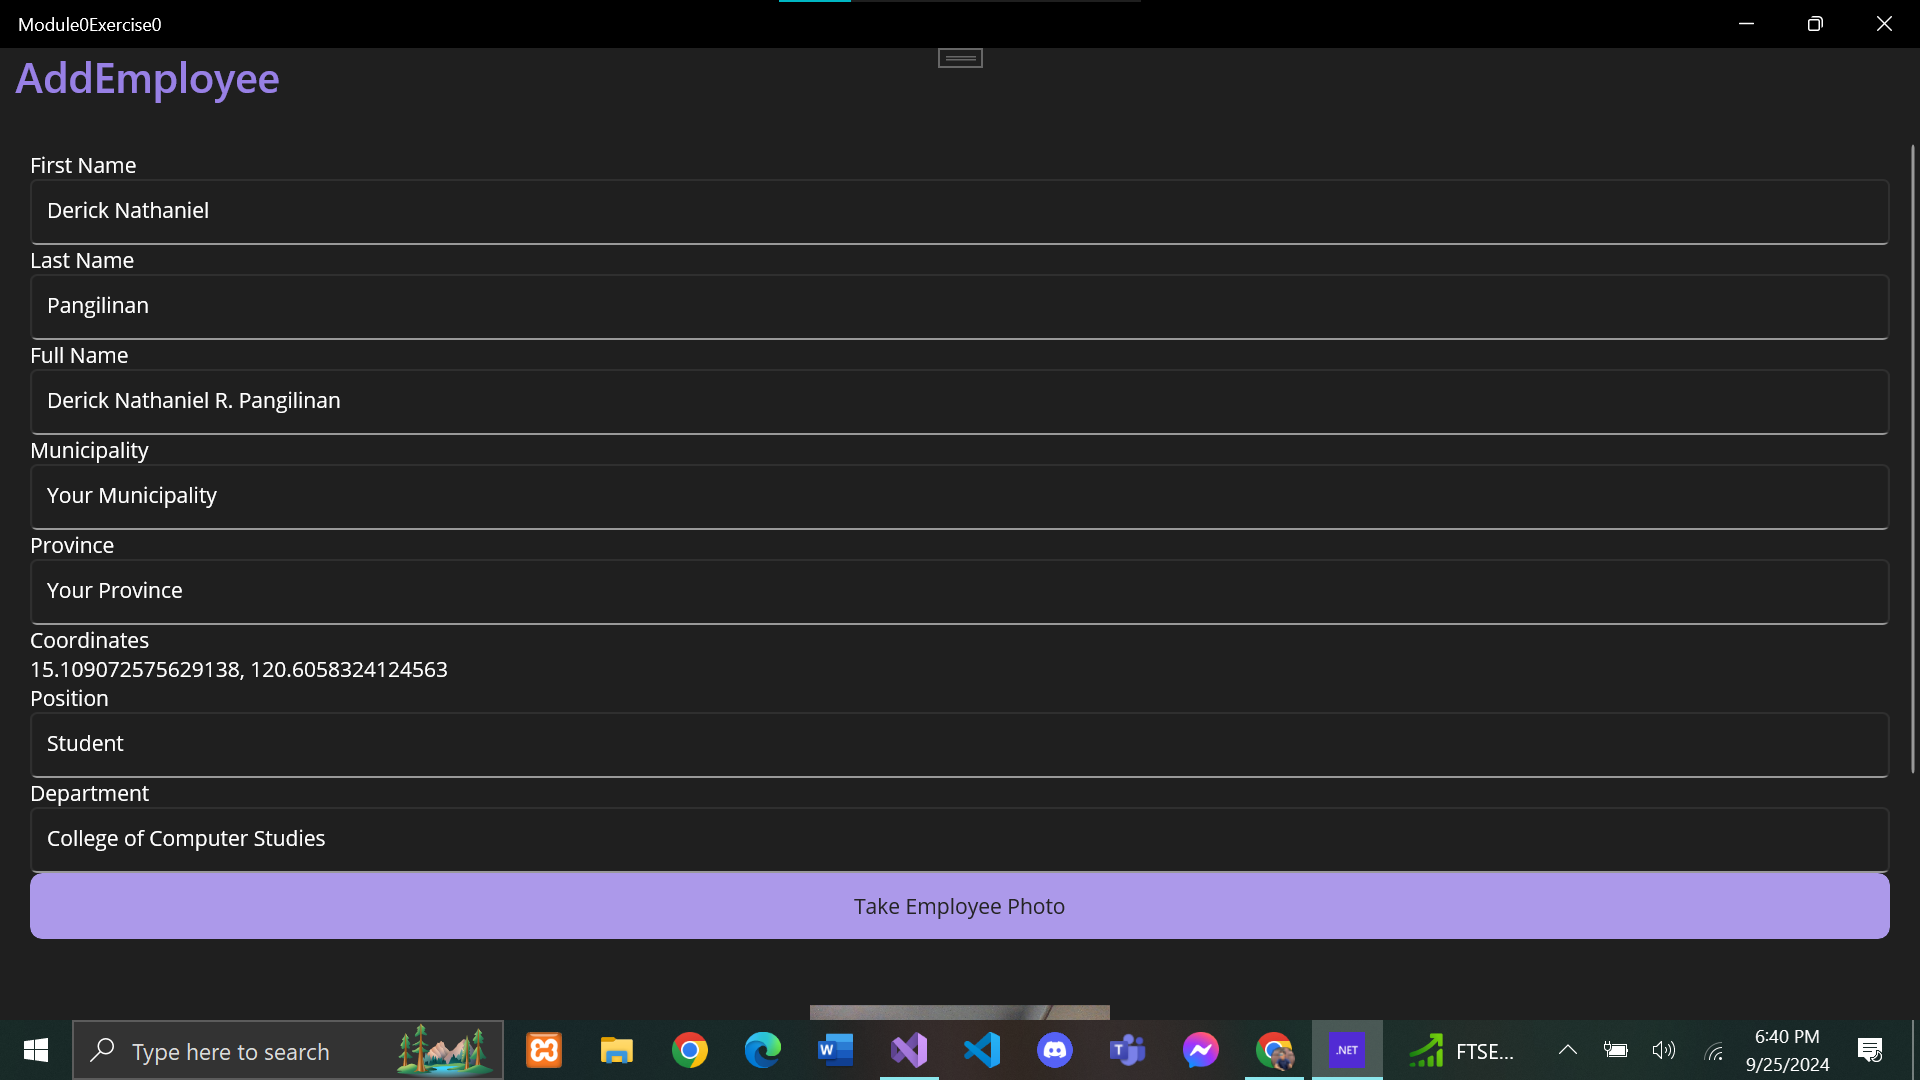 Module0Exercise0
AddEmployee
First Name
Derick Nathaniel
Last Name
Pangilinan
Full Name
Derick Nathaniel R. Pangilinan
Municipality
Your Municipality
Province
Your Province
Coordinates
15.109072575629138, 120.6058324124563
Position
Student
Department
College of Computer Studies
Take Employee Photo
Type here to search
W
T
.NET
FTSE...
6:40 PM
9/25/2024